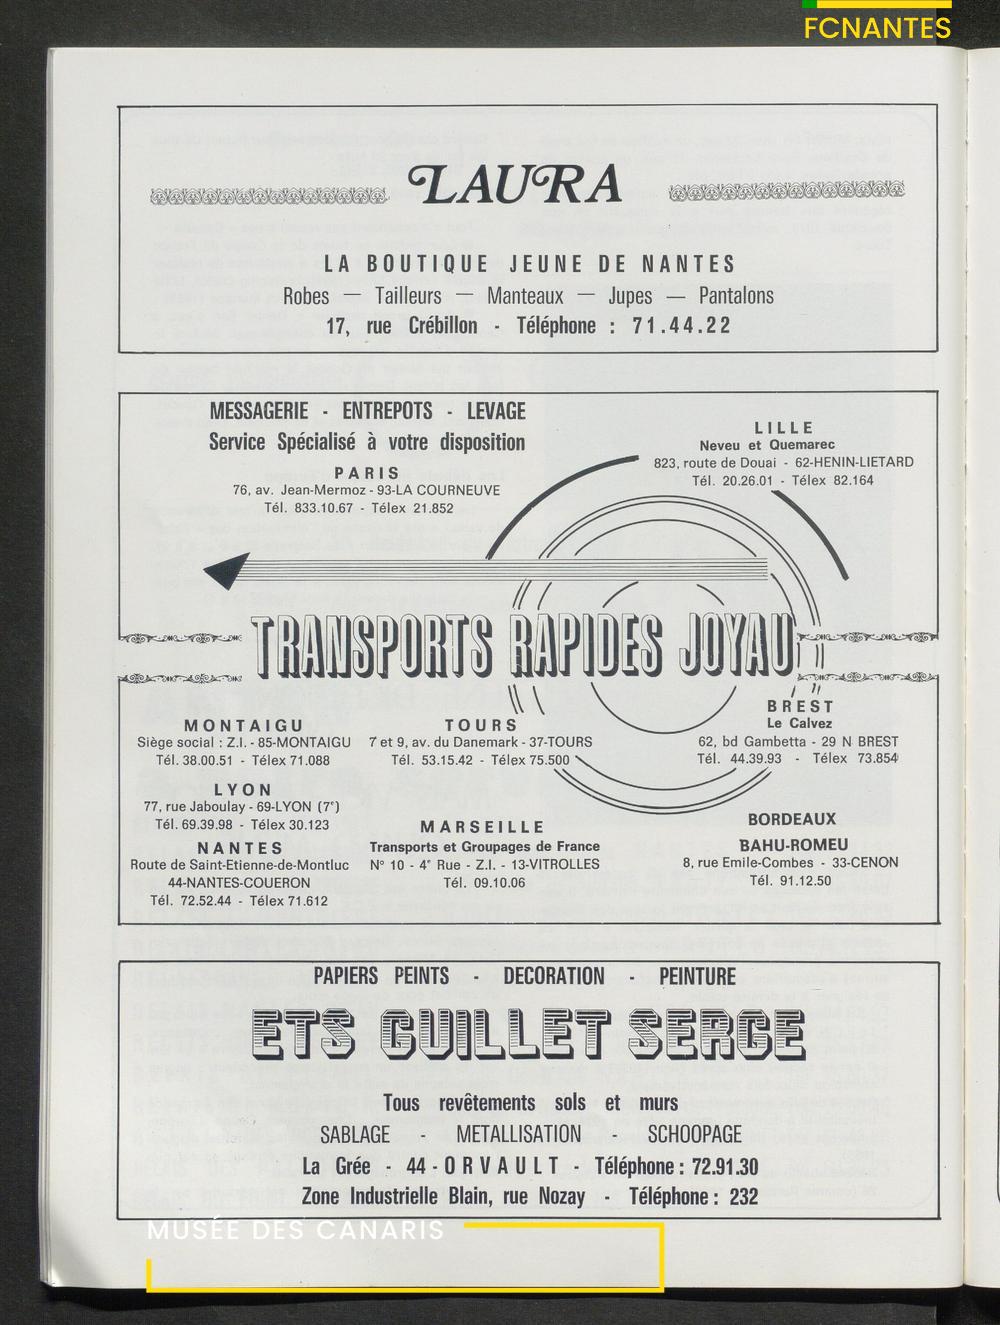 FCNANTES
LAURA
LA BOUTIQUE JEUNE DE NANTES
Robes — Tailleurs — Manteaux — Jupes — Pantalons
17, rue Crébillon - Téléphone : 71.44.22
MESSAGERIE - ENTREPOTS - LEVAGE
Service Spécialisé à votre disposition
PARIS
76, av. Jean-Mermoz - 93-LA COURNEUVE
Tél. 833.10.67 - Télex 21.852
LILLE
Neveu et Quemarec
823, route de Douai - 62-HENIN-LIETARD
Tél. 20.26.01 - Télex 82.164
TRANSPORTS RAPIDES JOYAU
MONTAIGU
Siège social : Z.I. - 85-MONTAIGU
Tél. 38.00.51 - Télex 71.088
TOURS
7 et 9, av. du Danemark - 37-TOURS
Tél. 53.15.42 - Télex 75.500
BREST
Le Calvez
62, bd Gambetta - 29 N BREST
Tél. 44.39.93 - Télex 73.854
LYON
77, rue Jaboulay - 69-LYON (7e)
Tél. 69.39.98 - Télex 30.123
NANTES
Route de Saint-Etienne-de-Montluc
44-NANTES-COUERON
Tél. 72.52.44 - Télex 71.612
MARSEILLE
Transports et Groupages de France
N° 10 - 4e Rue - Z.I. - 13-VITROLLES
Tél. 09.10.06
BORDEAUX
BAHU-ROMEU
8, rue Emile-Combes - 33-CENON
Tél. 91.12.50
PAPIERS PEINTS - DECORATION - PEINTURE
ETS GUILLET SERGE
Tous revêtements sols et murs
SABLAGE - METALLISATION - SCHOOPAGE
La Grée - 44 - ORVAULT - Téléphone : 72.91.30
Zone Industrielle Blain, rue Nozay - Téléphone : 232
MUSÉE DES CANARIS